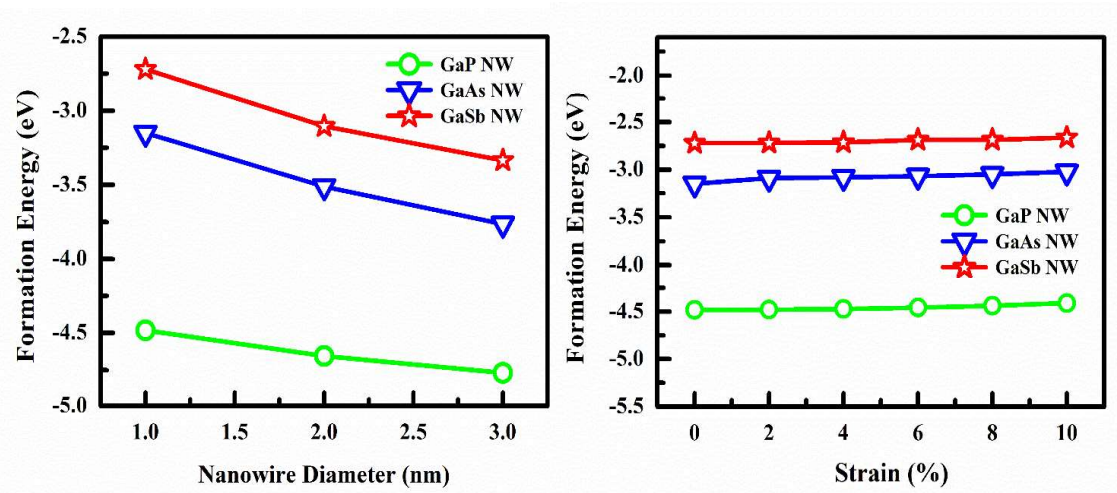 -2.5
-3.0
-3.5
-4.0
-4.5
-5.0
Formation Energy (eV)
GaP NW
GaAs NW
GaSb NW
1.0 1.5 2.0 2.5 3.0
Nanowire Diameter (nm)
-2.0
-2.5
-3.0
-3.5
-4.0
-4.5
-5.0
-5.5
Formation Energy (eV)
GaP NW
GaAs NW
GaSb NW
0 2 4 6 8 10
Strain (%)